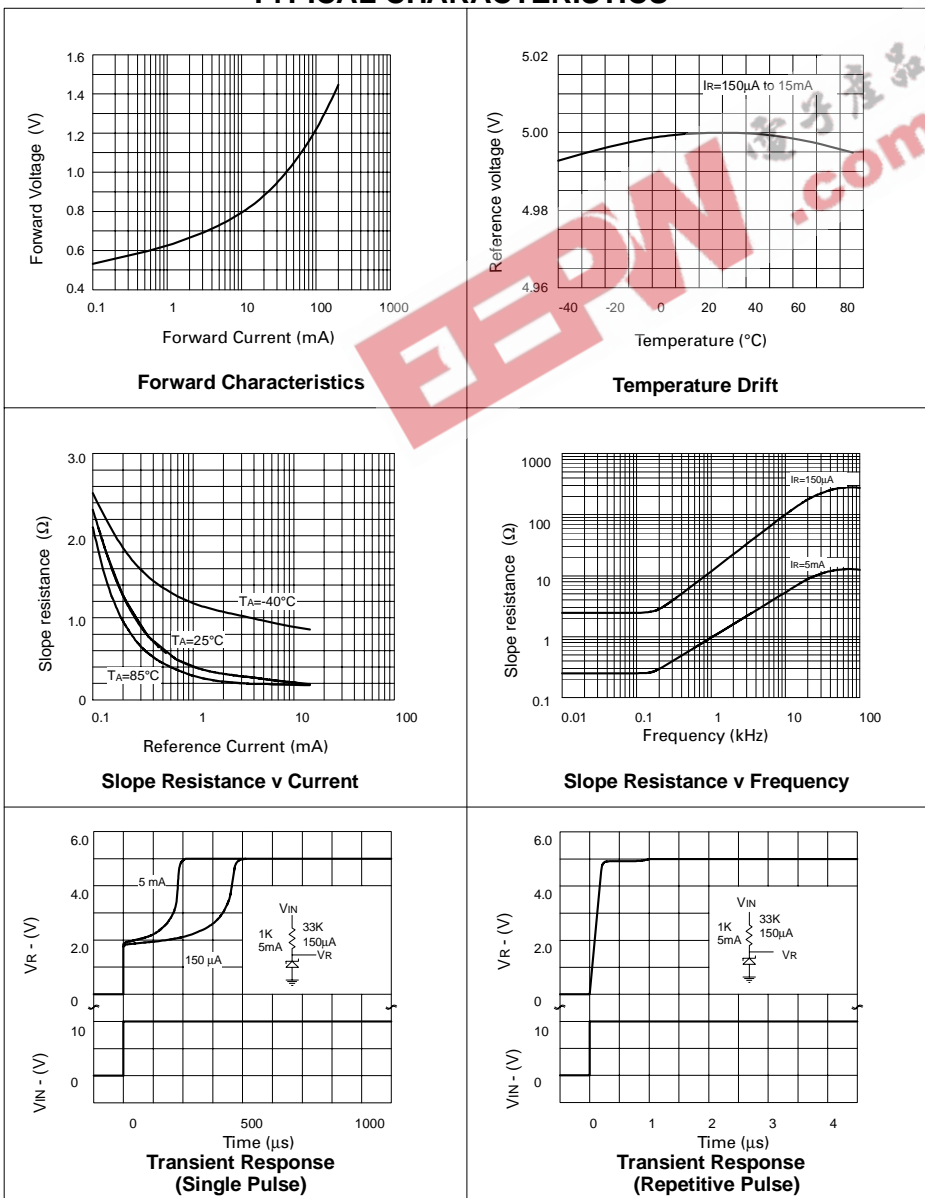 TYPICAL CHARACTERISTICS
1.6
1.4
1.2
1.0
0.8
0.6
0.4
Forward Voltage (V)
0.1 1 10 100 1000
Forward Current (mA)
Forward Characteristics
5.02
5.00
4.98
4.96
Reference voltage (V)
IR=150µA to 15mA
-40 -20 0 20 40 60 80
Temperature (°C)
Temperature Drift
電子産品
.com
EEPW
3.0
2.0
1.0
0
Slope resistance (Ω)
TA=-40°C
TA=25°C
TA=85°C
0.1 1 10 100
Reference Current (mA)
Slope Resistance v Current
1000
100
10
1
0.1
Slope resistance (Ω)
IR=150µA
IR=5mA
0.01 0.1 1 10 100
Frequency (kHz)
Slope Resistance v Frequency
6.0
4.0
2.0
0
VR - (V)
5 mA
150 µA
VIN
1K 33K
5mA 150µA
VR
10
0
VIN - (V)
0 500 1000
Time (µs)
Transient Response
(Single Pulse)
6.0
4.0
2.0
0
VR - (V)
VIN
1K 33K
5mA 150µA
VR
10
0
VIN - (V)
0 1 2 3 4
Time (µs)
Transient Response
(Repetitive Pulse)